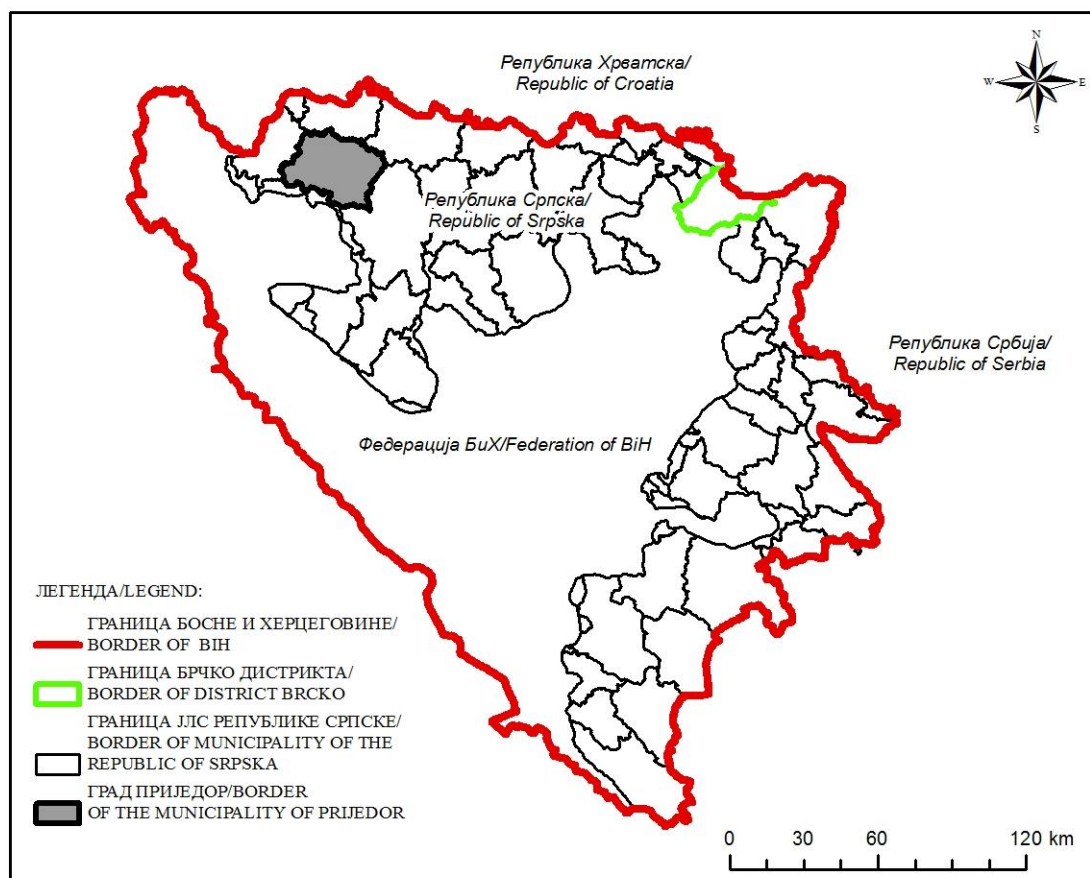 Република Хрватска/
Republic of Croatia
N
W
E
S
Република Српска/
Republic of Srpska
Република Србија/
Republic of Serbia
Федерација БиХ/Federation of BiH
ЛЕГЕНДА/LEGEND:
ГРАНИЦА БОСНЕ И ХЕРЦЕГОВИНЕ/
BORDER OF BIH
ГРАНИЦА БРЧКО ДИСТРИКТА/
BORDER OF DISTRICT BRCKO
ГРАНИЦА ЈЛС РЕПУБЛИКЕ СРПСКЕ/
BORDER OF MUNICIPALITY OF THE
REPUBLIC OF SRPSKA
ГРАД ПРИЈЕДОР/BORDER
OF THE MUNICIPALITY OF PRIJEDOR
0 30 60 120 km